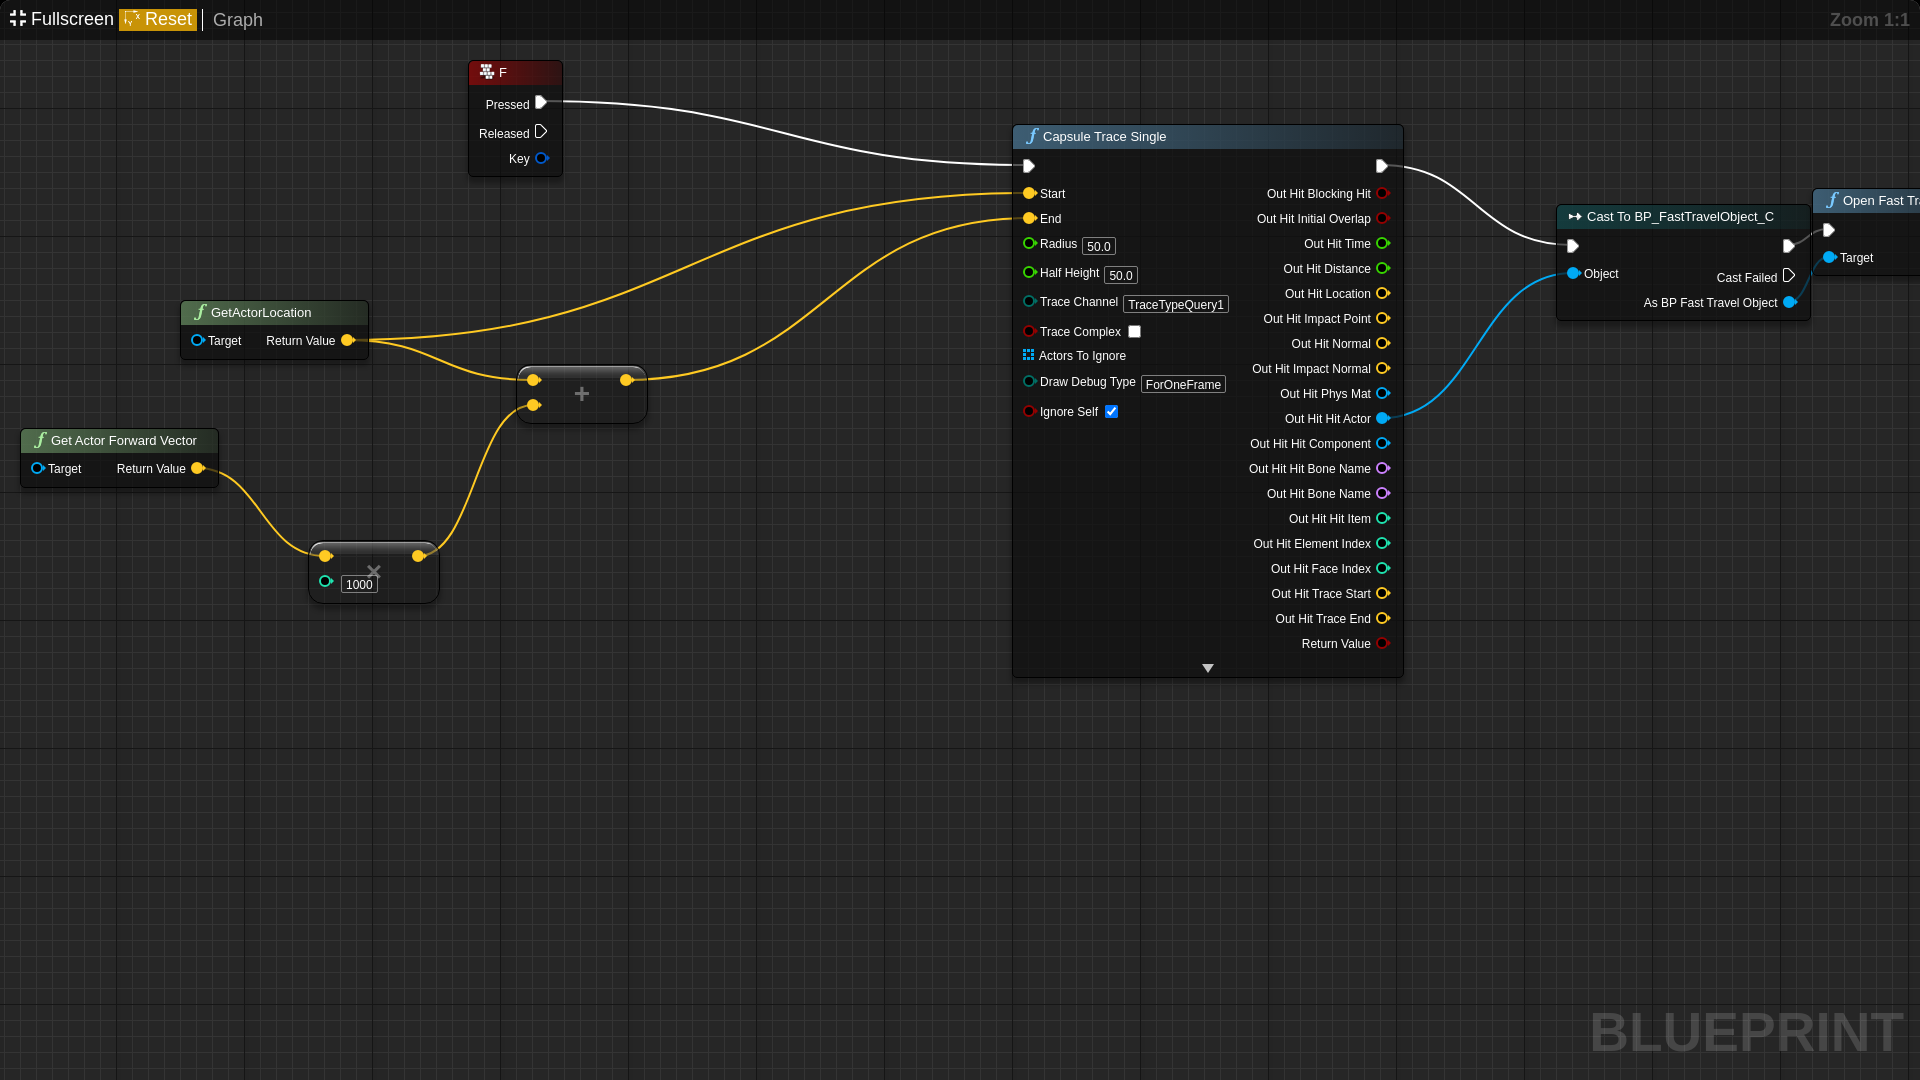 Fullscreen Reset Graph
Zoom 1:1
F
Pressed
Released
Key
GetActorLocation
Target Return Value
Get Actor Forward Vector
Target Return Value
+
×
1000
Capsule Trace Single
Start
End
Radius 50.0
Half Height 50.0
Trace Channel TraceTypeQuery1
Trace Complex
Actors To Ignore
Draw Debug Type ForOneFrame
Ignore Self
Out Hit Blocking Hit
Out Hit Initial Overlap
Out Hit Time
Out Hit Distance
Out Hit Location
Out Hit Impact Point
Out Hit Normal
Out Hit Impact Normal
Out Hit Phys Mat
Out Hit Hit Actor
Out Hit Hit Component
Out Hit Hit Bone Name
Out Hit Bone Name
Out Hit Hit Item
Out Hit Element Index
Out Hit Face Index
Out Hit Trace Start
Out Hit Trace End
Return Value
Cast To BP_FastTravelObject_C
Object
Cast Failed
As BP Fast Travel Object
Open Fast Tr
Target
BLUEPRINT